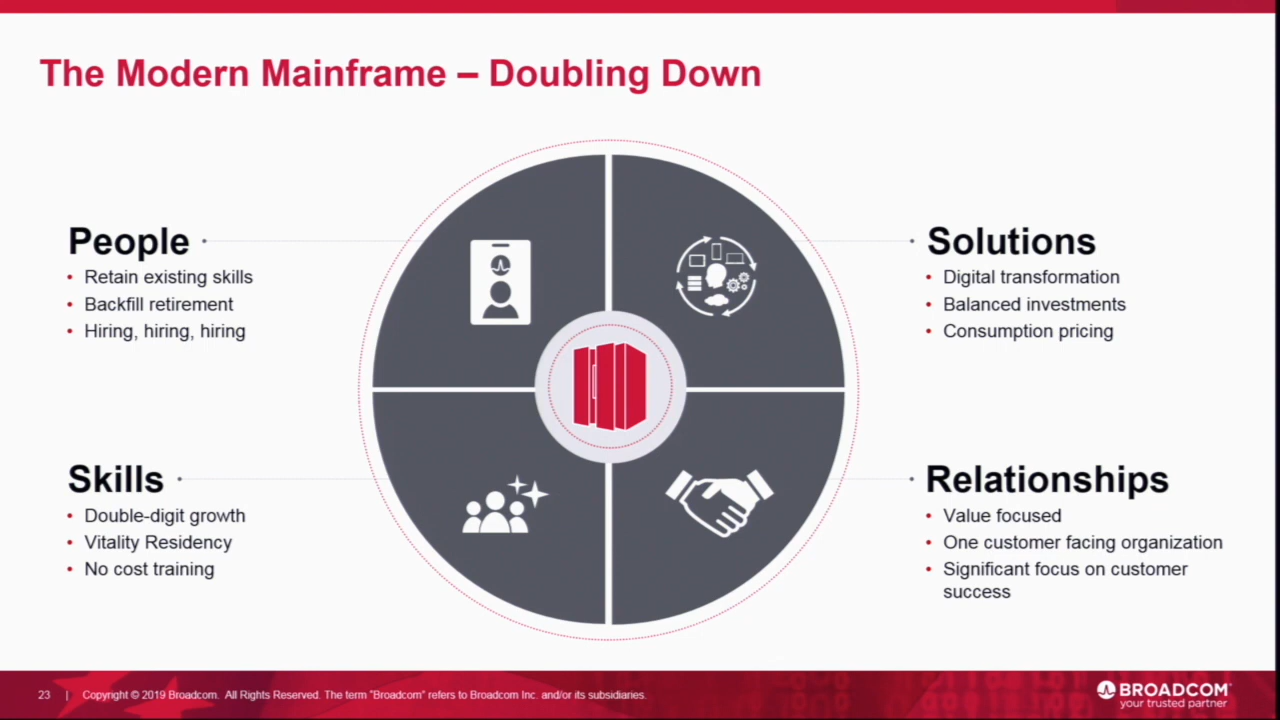 The Modern Mainframe – Doubling Down
People
• Retain existing skills
• Backfill retirement
• Hiring, hiring, hiring
Solutions
• Digital transformation
• Balanced investments
• Consumption pricing
Skills
• Double-digit growth
• Vitality Residency
• No cost training
Relationships
• Value focused
• One customer facing organization
• Significant focus on customer
success
23 | Copyright © 2019 Broadcom. All Rights Reserved. The term "Broadcom" refers to Broadcom Inc. and/or its subsidiaries.
BROADCOM
your trusted partner